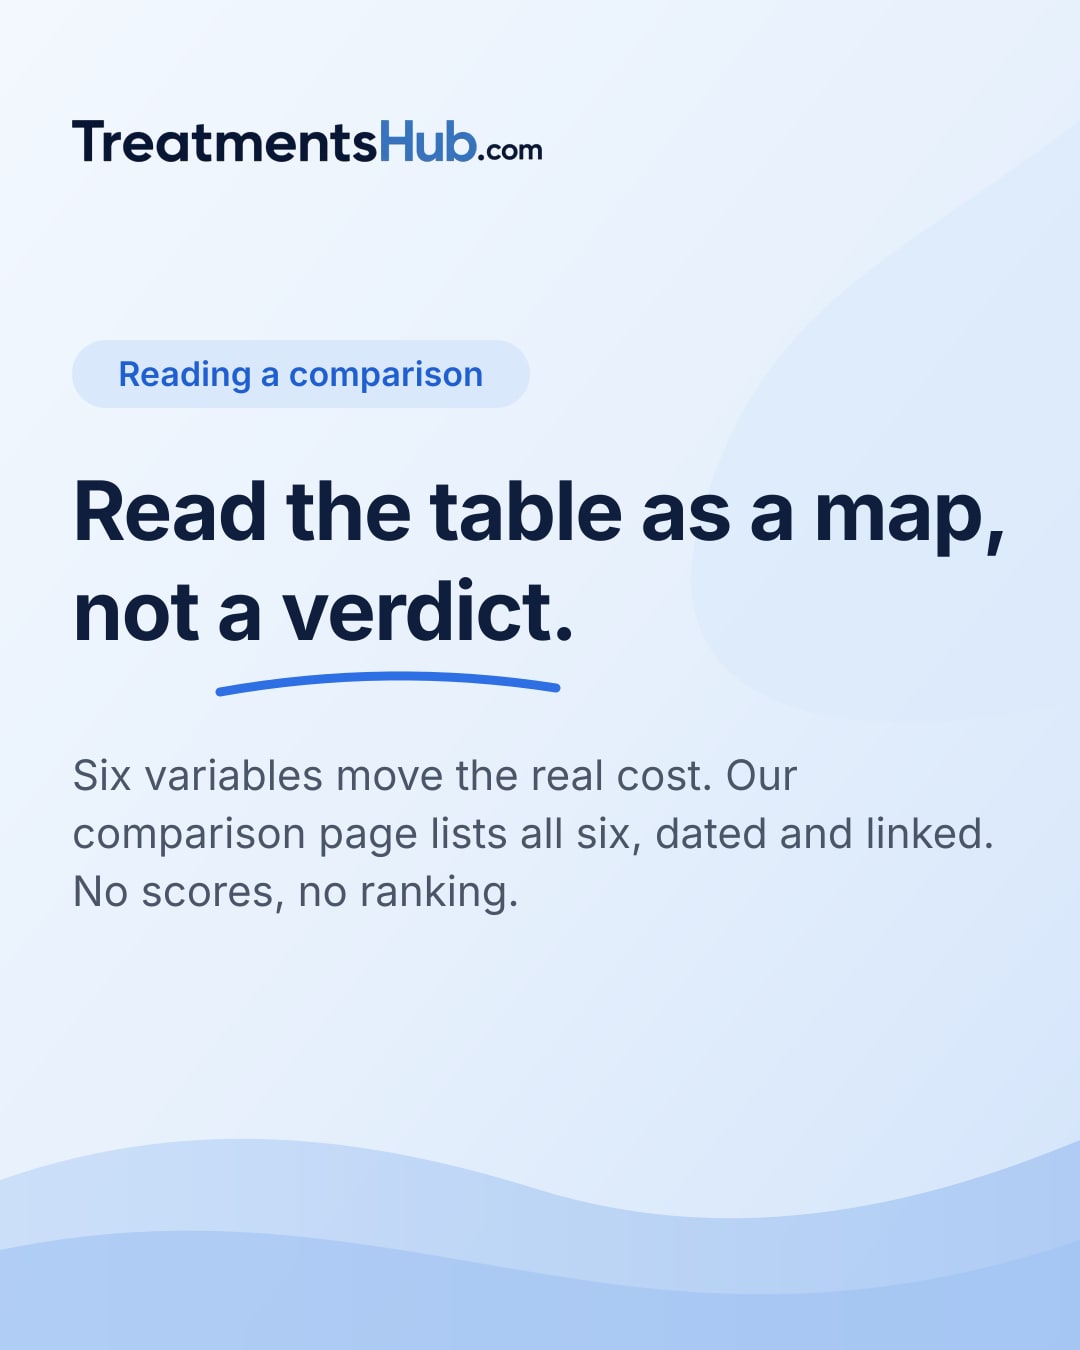 TreatmentsHub.com
Reading a comparison
Read the table as a map,
not a verdict.
Six variables move the real cost. Our
comparison page lists all six, dated and linked.
No scores, no ranking.